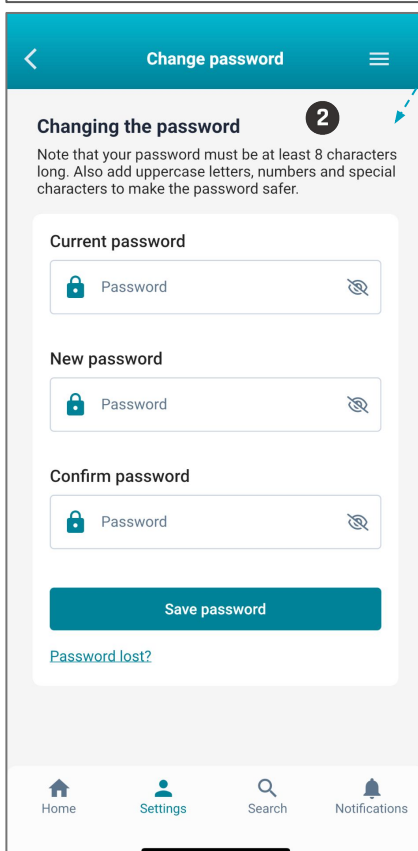 Change password
2
Changing the password
Note that your password must be at least 8 characters
long. Also add uppercase letters, numbers and special
characters to make the password safer.
Current password
Password
New password
Password
Confirm password
Password
Save password
Password lost?
Home Settings Search Notifications